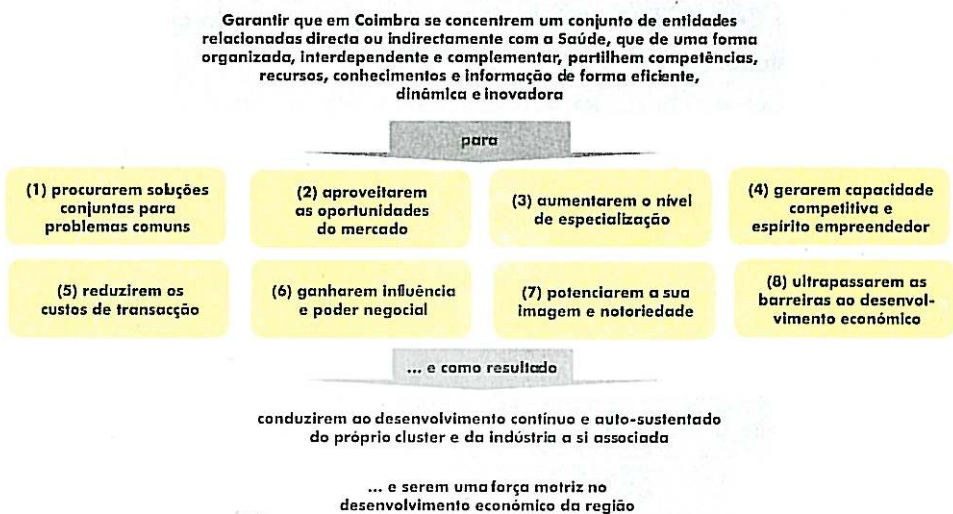 Garantir que em Coimbra se concentrem um conjunto de entidades
relacionadas directa ou indirectamente com a Saúde, que de uma forma
organizada, interdependente e complementar, partilhem competências,
recursos, conhecimentos e informação de forma eficiente,
dinâmica e inovadora
para
(1) procurarem soluções
conjuntas para
problemas comuns
(2) aproveitarem
as oportunidades
do mercado
(3) aumentarem o nível
de especialização
(4) gerarem capacidade
competitiva e
espírito empreendedor
(5) reduzirem os
custos de transacção
(6) ganharem influência
e poder negocial
(7) potenciarem a sua
imagem e notoriedade
(8) ultrapassarem as
barreiras ao desenvol-
vimento económico
... e como resultado
conduzirem ao desenvolvimento contínuo e auto-sustentado
do próprio cluster e da indústria a si associada
... e serem uma força motriz no
desenvolvimento económico da região